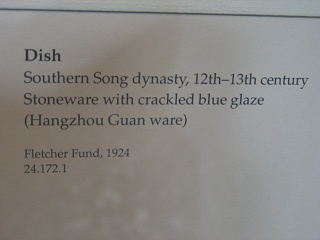 Dish
Southern Song dynasty, 12th–13th century
Stoneware with crackled blue glaze
(Hangzhou Guan ware)
Fletcher Fund, 1924
24.172.1